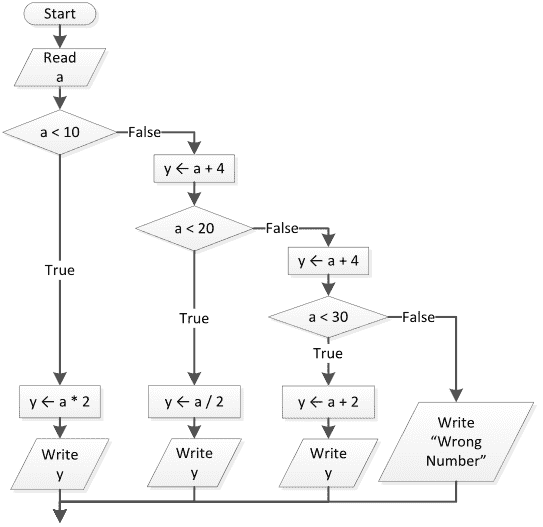 Start
Read
a
a < 10
False
y ← a + 4
a < 20
False
y ← a + 4
True
a < 30
False
True
True
y ← a * 2
y ← a / 2
y ← a + 2
Write
"Wrong
Number"
Write
y
Write
y
Write
y